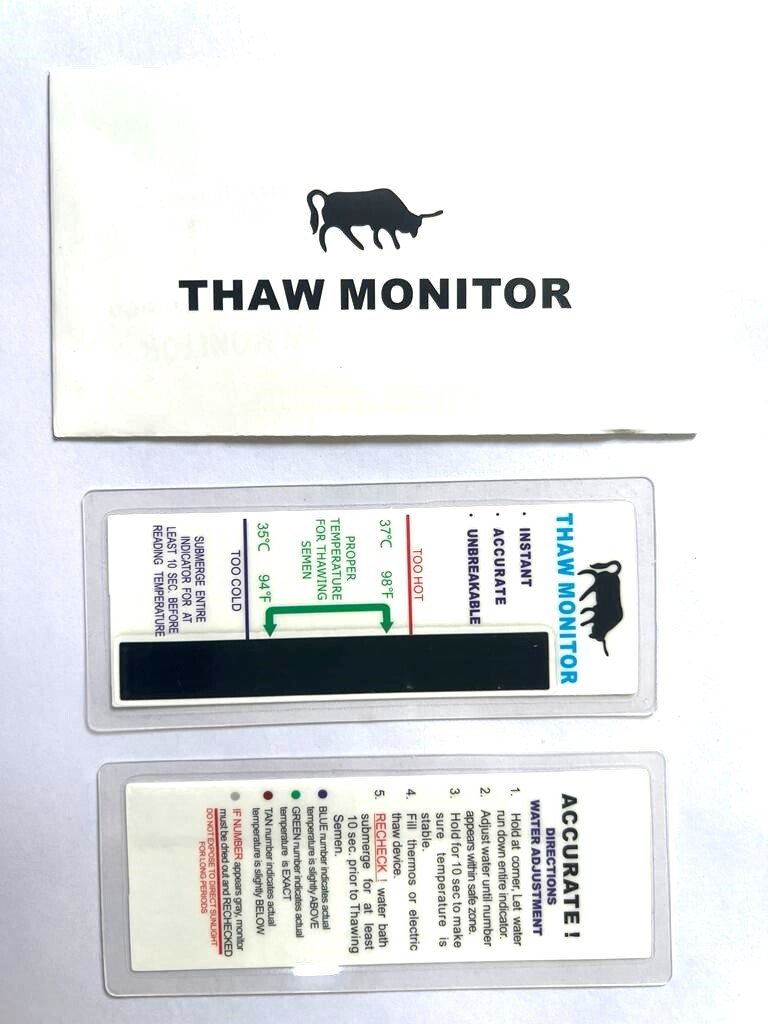 THAW MONITOR
THAW MONITOR
• INSTANT
• ACCURATE
• UNBREAKABLE
TOO HOT
37°C 98°F
PROPER
TEMPERATURE
FOR THAWING
SEMEN
35°C 94°F
TOO COLD
SUBMERGE ENTIRE
INDICATOR FOR AT
LEAST 10 SEC. BEFORE
READING TEMPERATURE
ACCURATE!
DIRECTIONS
WATER ADJUSTMENT
1. Hold at corner, Let water
run down entire indicator.
2. Adjust water until number
appears within safe zone.
3. Hold for 10 sec to make
sure temperature is
stable.
4. Fill thermos or electric
thaw device.
5. RECHECK! water bath
submerge for at least
10 sec. prior to Thawing
Semen.
BLUE number indicates actual
temperature is slightly ABOVE
GREEN number indicates actual
temperature is EXACT
TAN number indicates actual
temperature is slightly BELOW
IF NUMBER appears gray, monitor
must be dried out and RECHECKED
DO NOT EXPOSE TO DIRECT SUNLIGHT
FOR LONG PERIODS